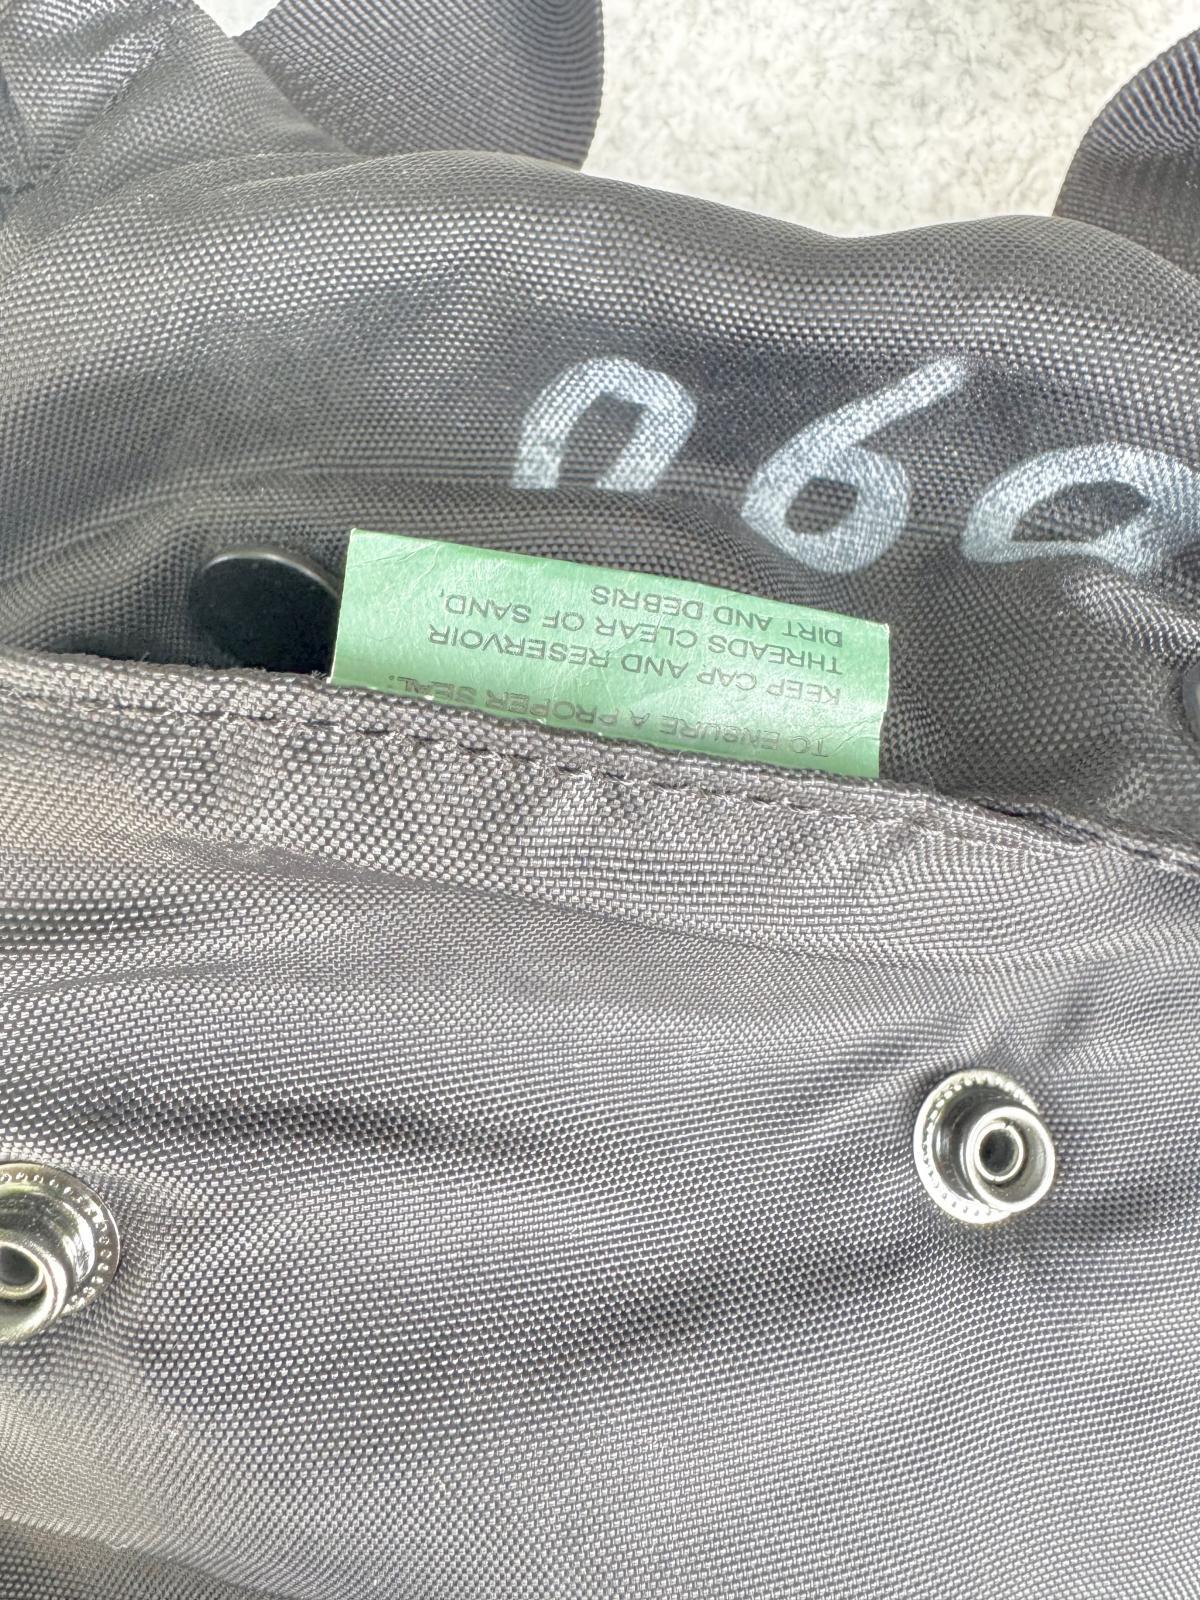 TO ENSURE A PROPER SEAL,
KEEP CAP AND RESERVOIR
THREADS CLEAR OF SAND,
DIRT AND DEBRIS